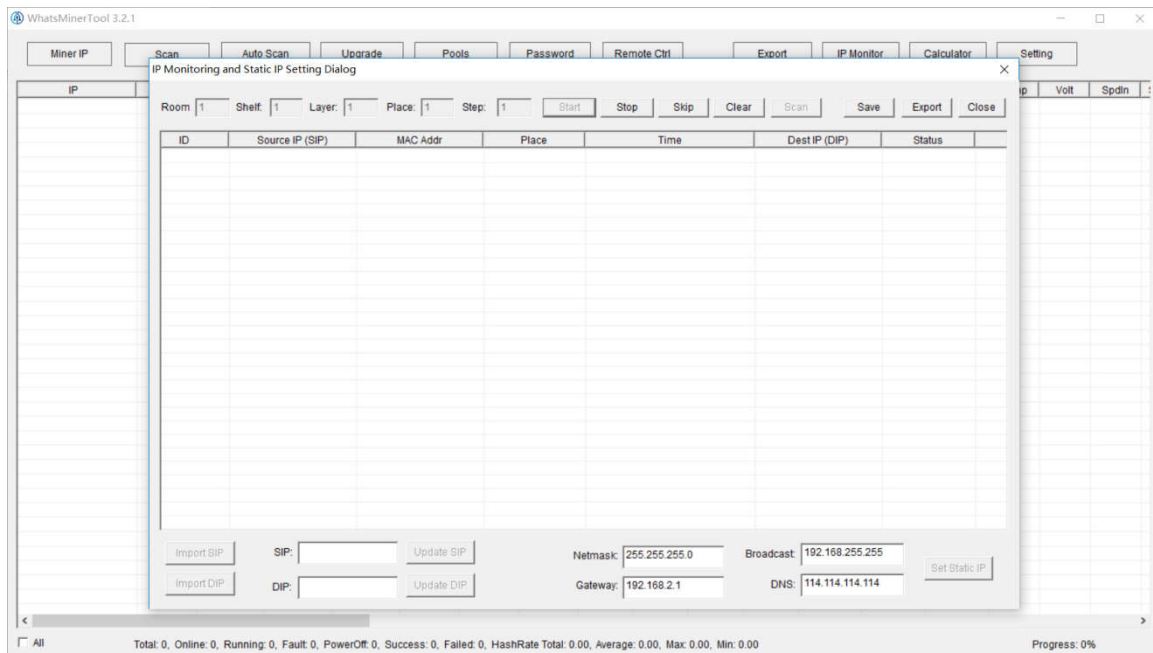 WhatsMinerTool 3.2.1
Miner IP Scan Auto Scan Upgrade Pools Password Remote Ctrl Export IP Monitor Calculator Setting
IP Monitoring and Static IP Setting Dialog
IP Volt SpdIn
Room 1 Shelf: 1 Layer: 1 Place: 1 Step: 1 Start Stop Skip Clear Scan Save Export Close
ID Source IP (SIP) MAC Addr Place Time Dest IP (DIP) Status
Import SIP SIP: Update SIP Netmask: 255.255.255.0 Broadcast: 192.168.255.255
Set Static IP
Import DIP DIP: Update DIP Gateway: 192.168.2.1 DNS: 114.114.114.114
All Total: 0, Online: 0, Running: 0, Fault: 0, PowerOff: 0, Success: 0, Failed: 0, HashRate Total: 0.00, Average: 0.00, Max: 0.00, Min: 0.00 Progress: 0%